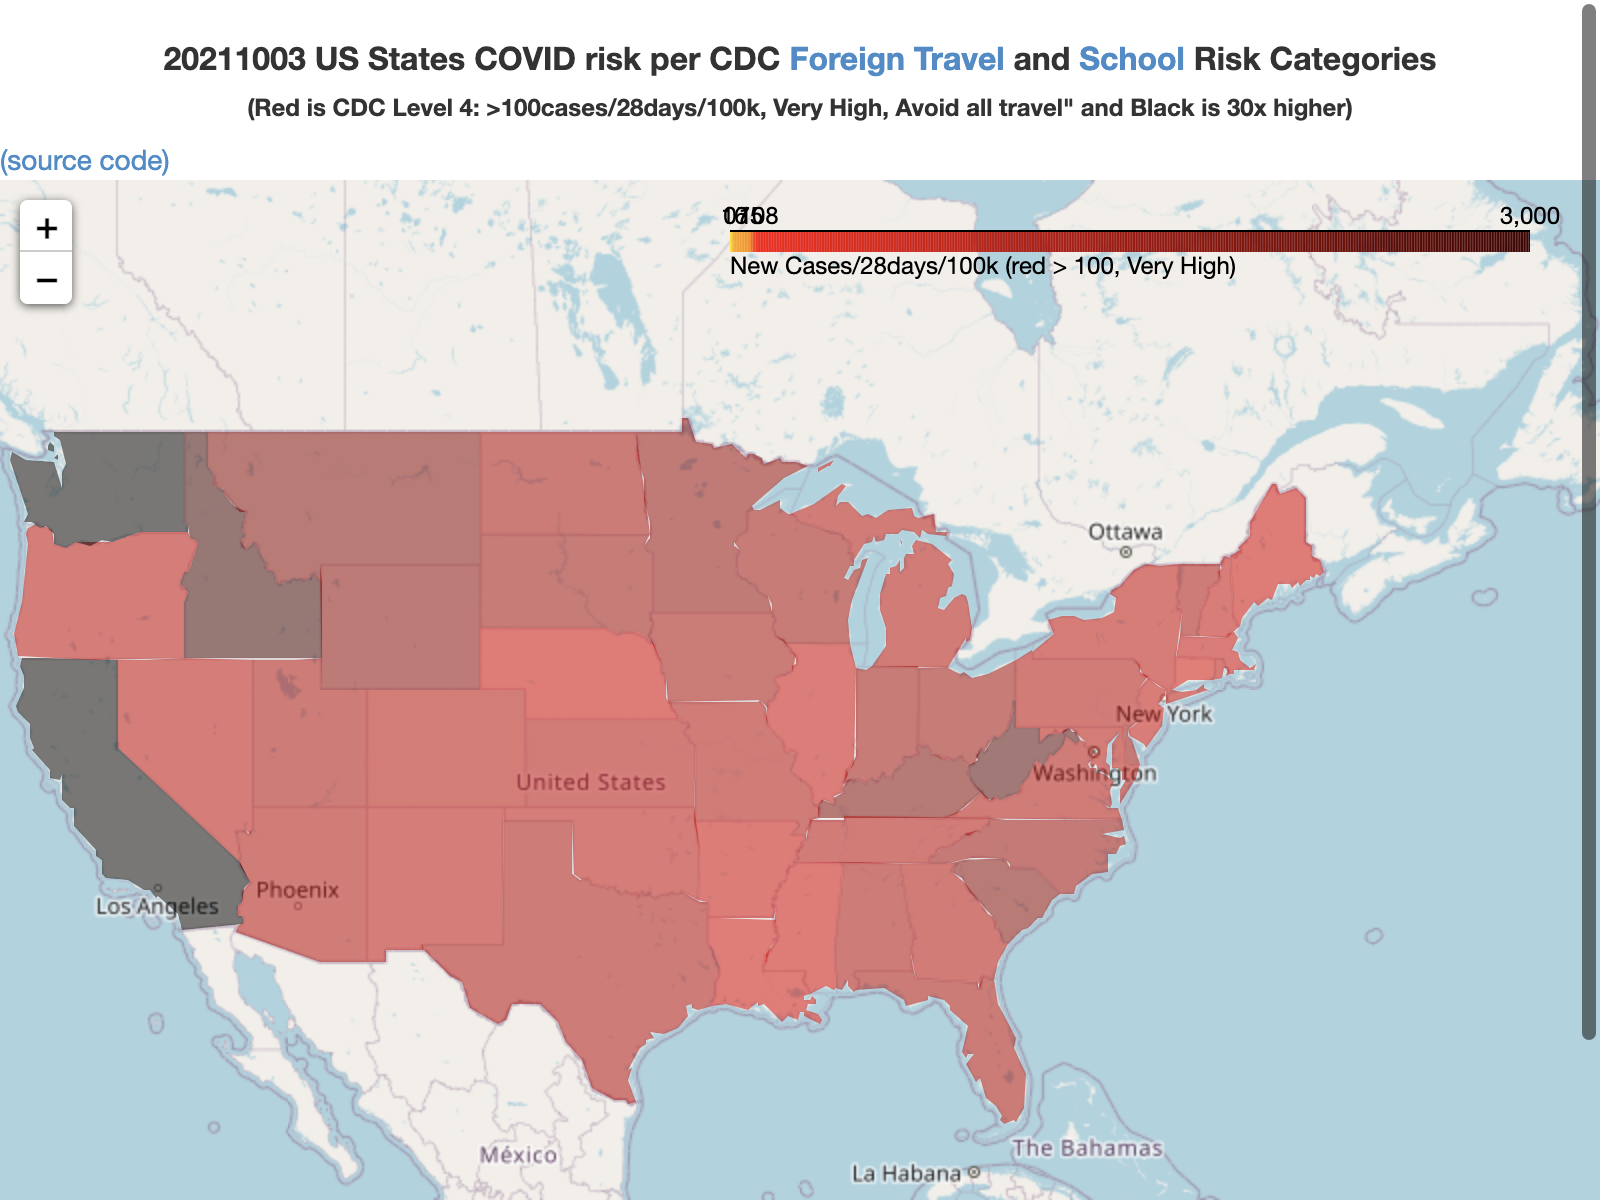 20211003 US States COVID risk per CDC Foreign Travel and School Risk Categories
(Red is CDC Level 4: >100cases/28days/100k, Very High, Avoid all travel" and Black is 30x higher)
(source code)
+
−
3,000
New Cases/28days/100k (red > 100, Very High)
Ottawa
New York
Washington
United States
Phoenix
Los Angeles
The Bahamas
México
La Habana